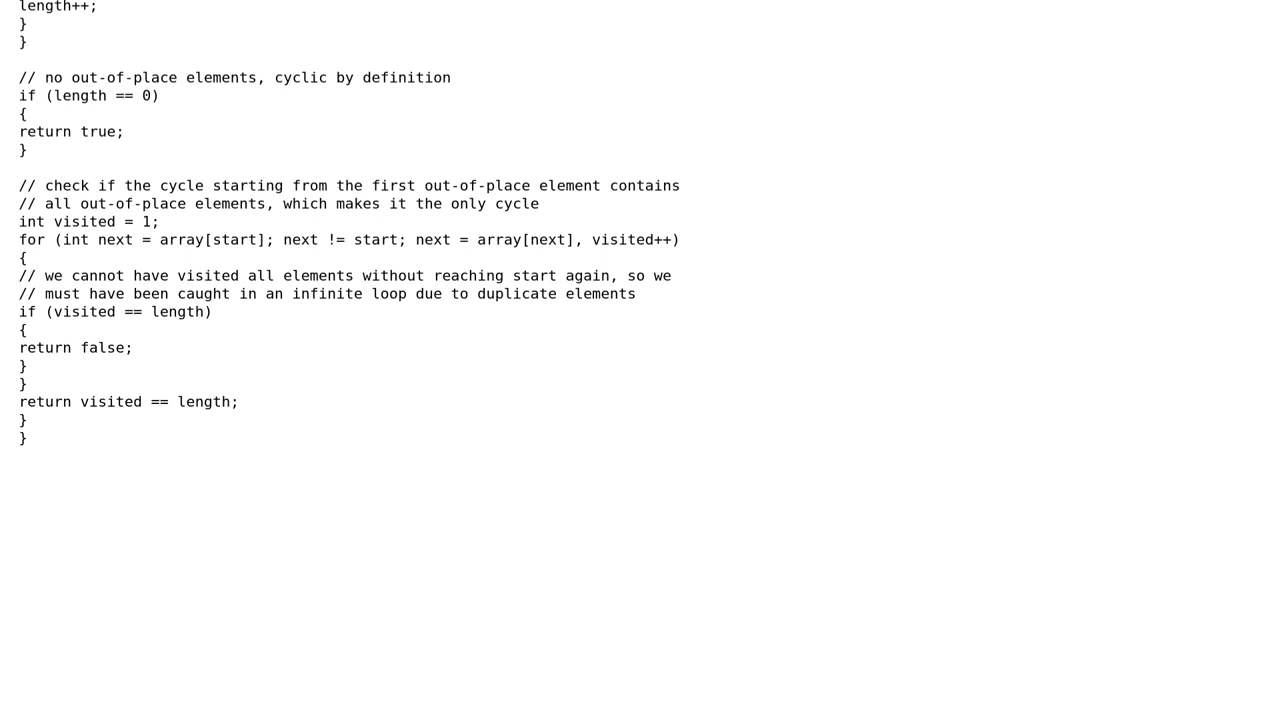 length++;
}
}

// no out-of-place elements, cyclic by definition
if (length == 0)
{
return true;
}

// check if the cycle starting from the first out-of-place element contains
// all out-of-place elements, which makes it the only cycle
int visited = 1;
for (int next = array[start]; next != start; next = array[next], visited++)
{
// we cannot have visited all elements without reaching start again, so we
// must have been caught in an infinite loop due to duplicate elements
if (visited == length)
{
return false;
}
}
return visited == length;
}
}